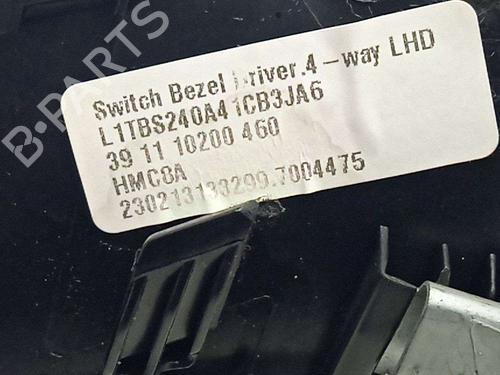 Switch Bezel Driver.4-way LHD
L1TBS240A41CB3JA6
39 11 10200 460
HMC8A
230213133299.7004475
B-PARTS